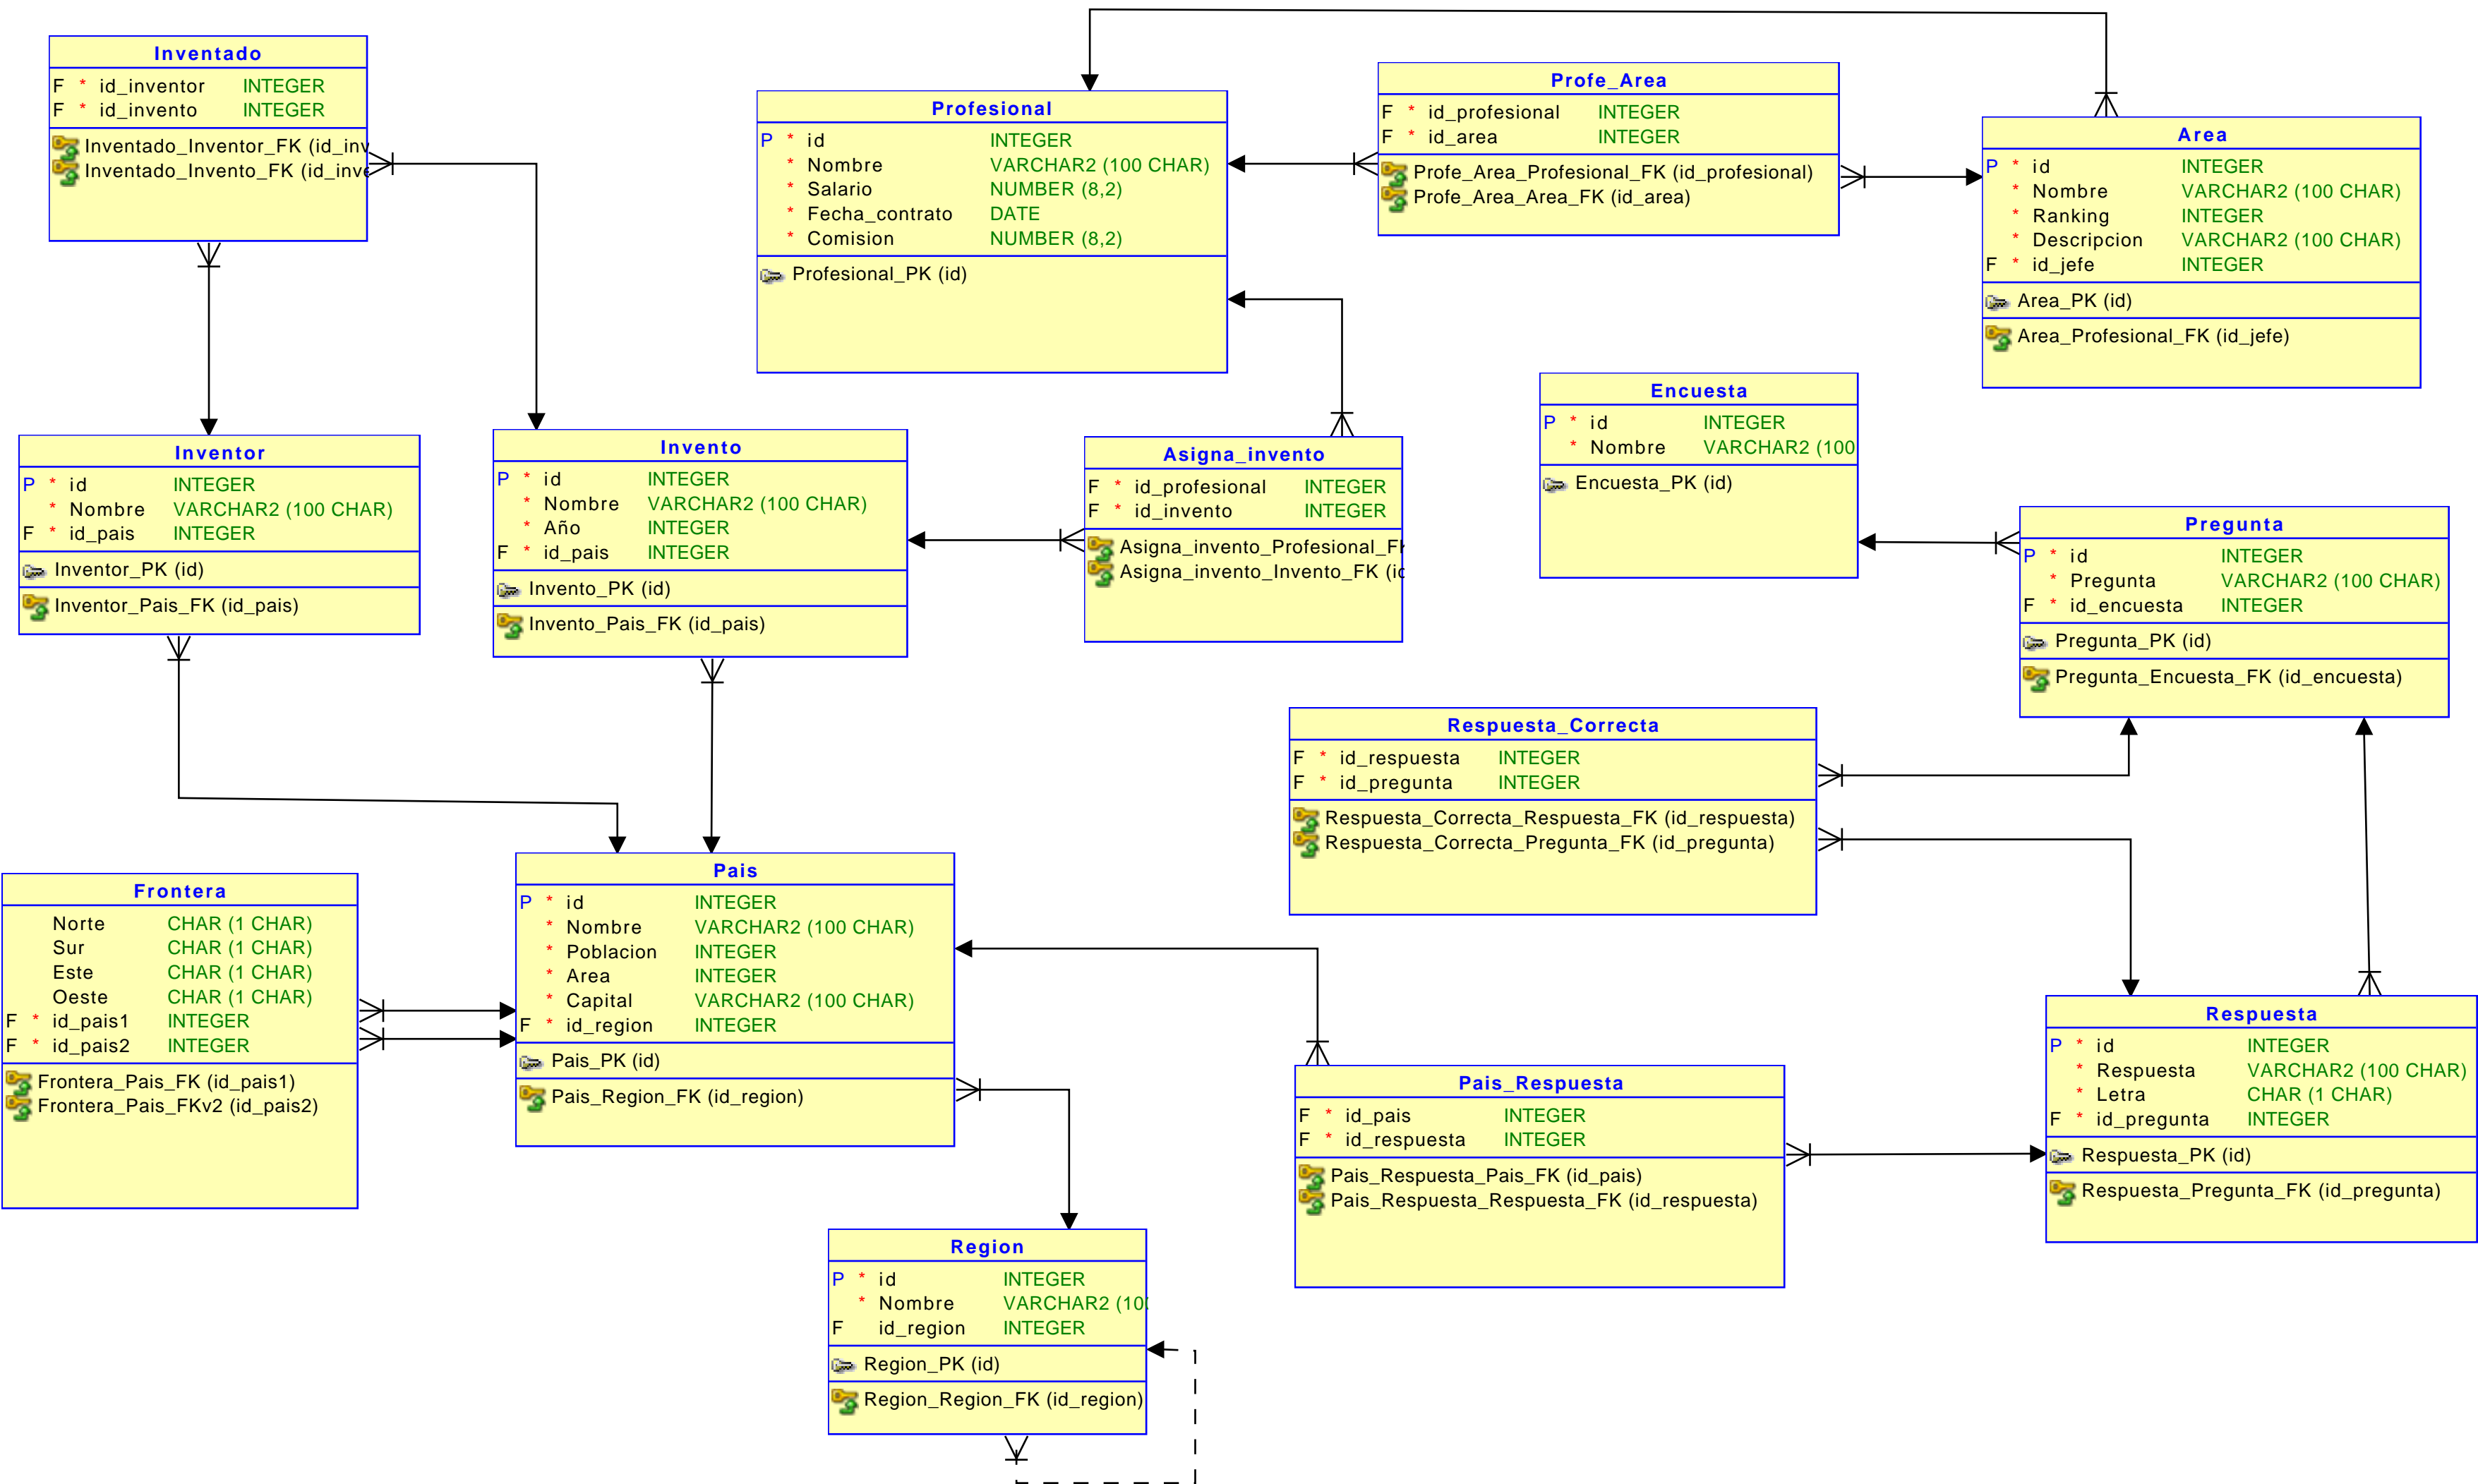 Inventado
F * id_inventor INTEGER
F * id_invento INTEGER
Inventado_Inventor_FK (id_inv
Inventado_Invento_FK (id_inve
Profesional
P * id INTEGER
* Nombre VARCHAR2 (100 CHAR)
* Salario NUMBER (8,2)
* Fecha_contrato DATE
* Comision NUMBER (8,2)
Profesional_PK (id)
Profe_Area
F * id_profesional INTEGER
F * id_area INTEGER
Profe_Area_Profesional_FK (id_profesional)
Profe_Area_Area_FK (id_area)
Area
P * id INTEGER
* Nombre VARCHAR2 (100 CHAR)
* Ranking INTEGER
* Descripcion VARCHAR2 (100 CHAR)
F * id_jefe INTEGER
Area_PK (id)
Area_Profesional_FK (id_jefe)
Inventor
P * id INTEGER
* Nombre VARCHAR2 (100 CHAR)
F * id_pais INTEGER
Inventor_PK (id)
Inventor_Pais_FK (id_pais)
Invento
P * id INTEGER
* Nombre VARCHAR2 (100 CHAR)
* Año INTEGER
F * id_pais INTEGER
Invento_PK (id)
Invento_Pais_FK (id_pais)
Asigna_invento
F * id_profesional INTEGER
F * id_invento INTEGER
Asigna_invento_Profesional_FK
Asigna_invento_Invento_FK (id
Encuesta
P * id INTEGER
* Nombre VARCHAR2 (100
Encuesta_PK (id)
Pregunta
P * id INTEGER
* Pregunta VARCHAR2 (100 CHAR)
F * id_encuesta INTEGER
Pregunta_PK (id)
Pregunta_Encuesta_FK (id_encuesta)
Respuesta_Correcta
F * id_respuesta INTEGER
F * id_pregunta INTEGER
Respuesta_Correcta_Respuesta_FK (id_respuesta)
Respuesta_Correcta_Pregunta_FK (id_pregunta)
Frontera
Norte CHAR (1 CHAR)
Sur CHAR (1 CHAR)
Este CHAR (1 CHAR)
Oeste CHAR (1 CHAR)
F * id_pais1 INTEGER
F * id_pais2 INTEGER
Frontera_Pais_FK (id_pais1)
Frontera_Pais_FKv2 (id_pais2)
Pais
P * id INTEGER
* Nombre VARCHAR2 (100 CHAR)
* Poblacion INTEGER
* Area INTEGER
* Capital VARCHAR2 (100 CHAR)
F * id_region INTEGER
Pais_PK (id)
Pais_Region_FK (id_region)
Pais_Respuesta
F * id_pais INTEGER
F * id_respuesta INTEGER
Pais_Respuesta_Pais_FK (id_pais)
Pais_Respuesta_Respuesta_FK (id_respuesta)
Respuesta
P * id INTEGER
* Respuesta VARCHAR2 (100 CHAR)
* Letra CHAR (1 CHAR)
F * id_pregunta INTEGER
Respuesta_PK (id)
Respuesta_Pregunta_FK (id_pregunta)
Region
P * id INTEGER
* Nombre VARCHAR2 (10
F id_region INTEGER
Region_PK (id)
Region_Region_FK (id_region)